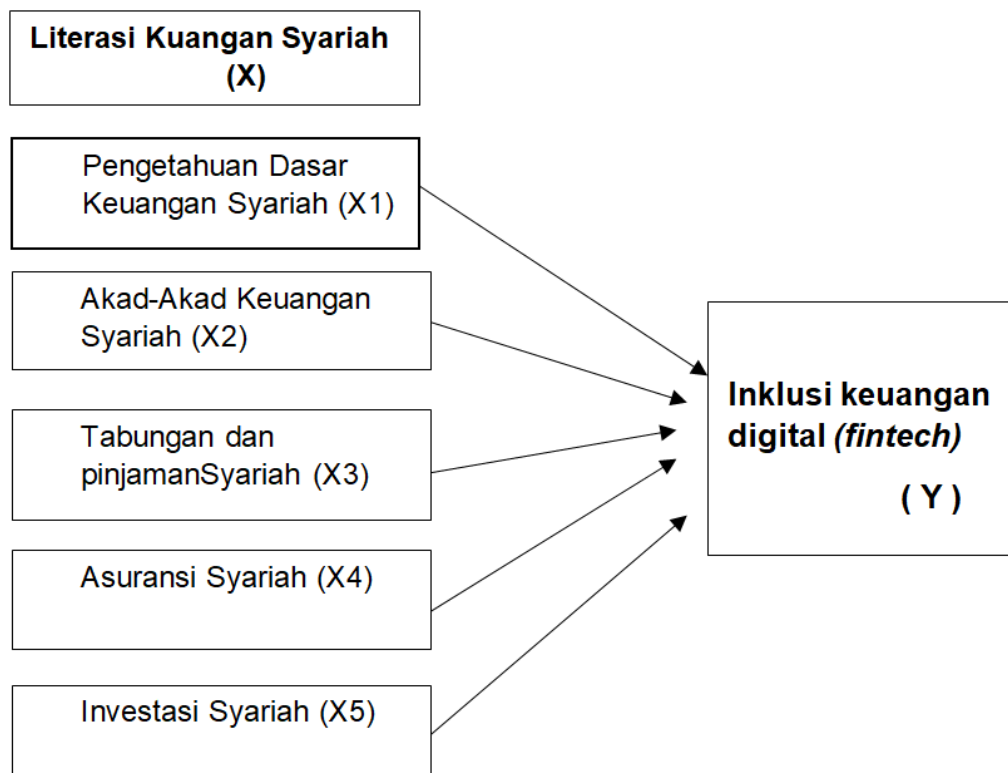 Literasi Kuangan Syariah
(X)
Pengetahuan Dasar
Keuangan Syariah (X1)
Akad-Akad Keuangan
Syariah (X2)
Tabungan dan
pinjamanSyariah (X3)
Asuransi Syariah (X4)
Investasi Syariah (X5)
Inklusi keuangan
digital (fintech)
( Y )